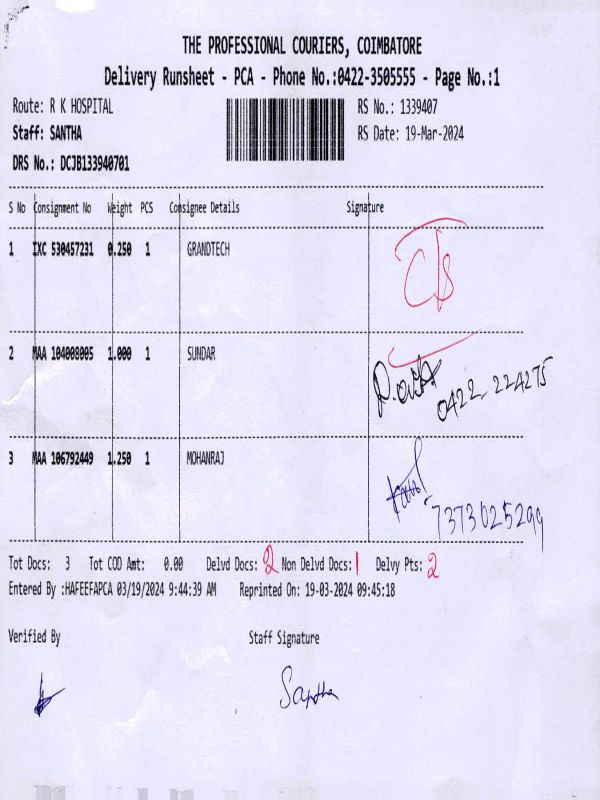 THE PROFESSIONAL COURIERS, COIMBATORE
Delivery Runsheet - PCA - Phone No.:0422-3505555 - Page No.:1
Route: R K HOSPITAL RS No.: 1339407
Staff: SANTHA RS Date: 19-Mar-2024
DRS No.: DCJB133940701
S No Consignment No Weight PCS Consignee Details Signature
1 IXC 530457231 0.250 1 GRANDTECH
2 MAA 104008005 1.000 1 SUNDAR
0422-224275
3 MAA 106792449 1.250 1 MOHANRAJ
7373025299
Tot Docs: 3 Tot COD Amt: 0.00 Delvd Docs: 2 Non Delvd Docs: 1 Delvy Pts: 2
Entered By :HAFEEFAPCA 03/19/2024 9:44:39 AM Reprinted On: 19-03-2024 09:45:18
Verified By Staff Signature
Santha